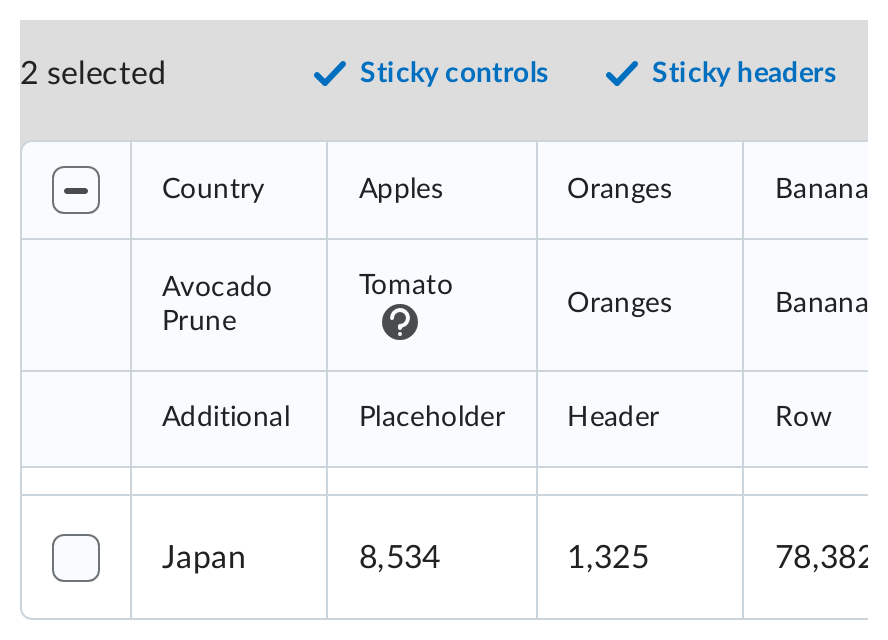 2 selected
Sticky controls
Sticky headers
Country
Apples
Oranges
Banana
Avocado
Prune
Tomato
Oranges
Banana
Additional
Placeholder
Header
Row
Japan
8,534
1,325
78,382